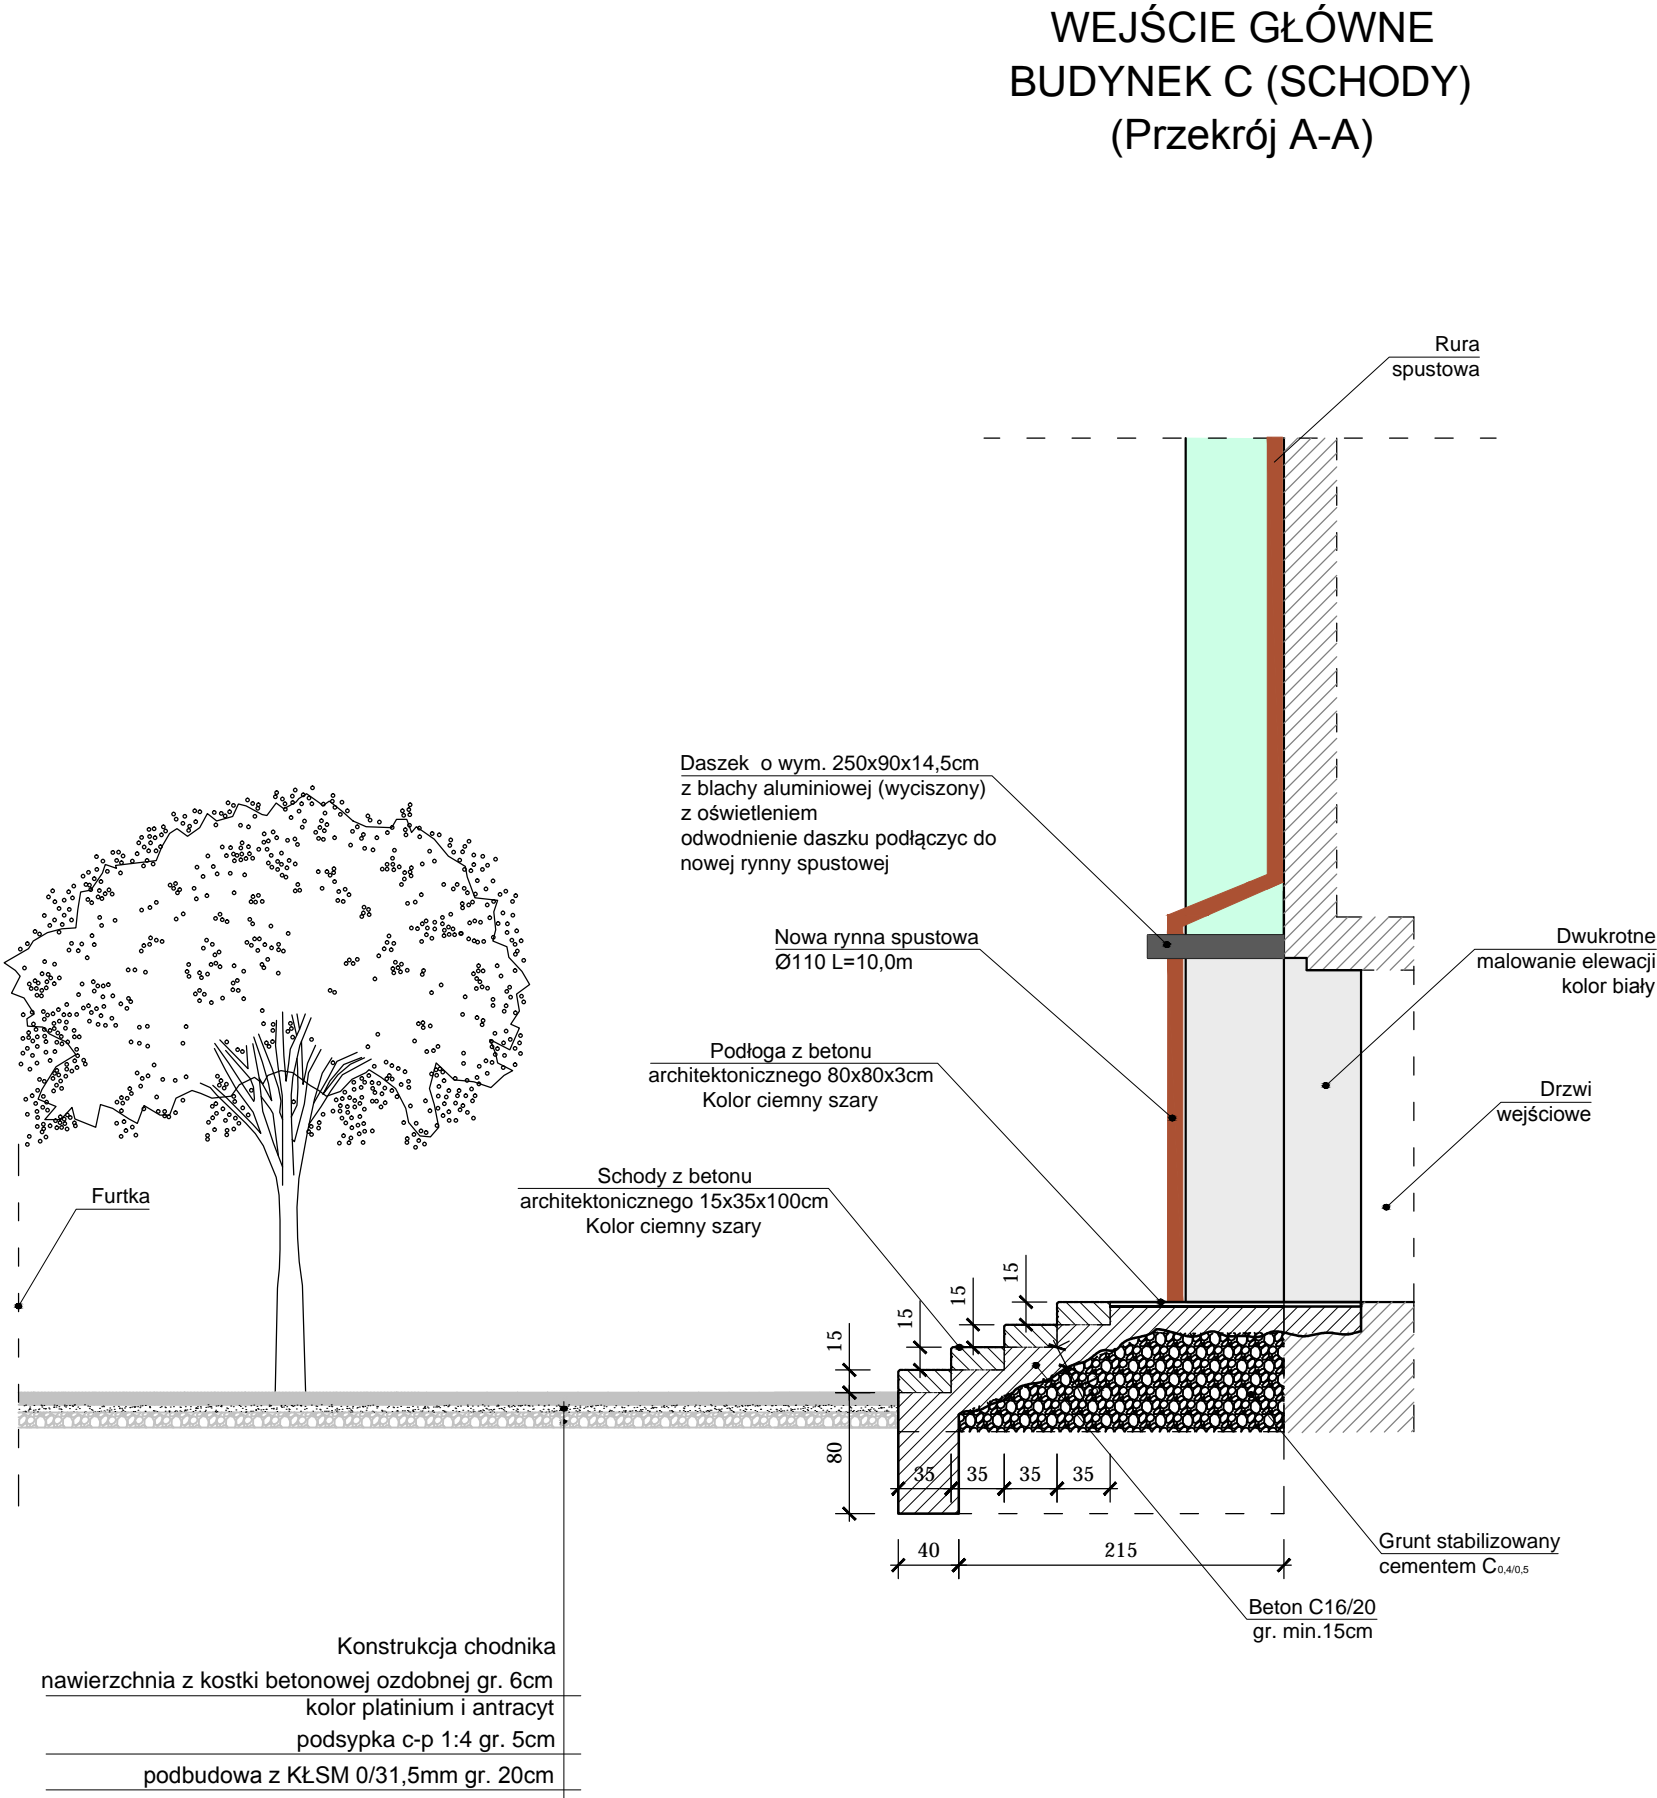 WEJŚCIE GŁÓWNE
BUDYNEK C (SCHODY)
(Przekrój A-A)
Rura
spustowa
Daszek o wym. 250x90x14,5cm
z blachy aluminiowej (wyciszony)
z oświetleniem
odwodnienie daszku podłączyc do
nowej rynny spustowej
Nowa rynna spustowa
Ø110 L=10,0m
Dwukrotne
malowanie elewacji
kolor biały
Podłoga z betonu
architektonicznego 80x80x3cm
Kolor ciemny szary
Drzwi
wejściowe
Schody z betonu
architektonicznego 15x35x100cm
Kolor ciemny szary
Furtka
15
15
15
15
80
35
35
35
35
40
215
Grunt stabilizowany
cementem C0,4/0,5
Beton C16/20
gr. min.15cm
Konstrukcja chodnika
nawierzchnia z kostki betonowej ozdobnej gr. 6cm
kolor platinium i antracyt
podsypka c-p 1:4 gr. 5cm
podbudowa z KŁSM 0/31,5mm gr. 20cm